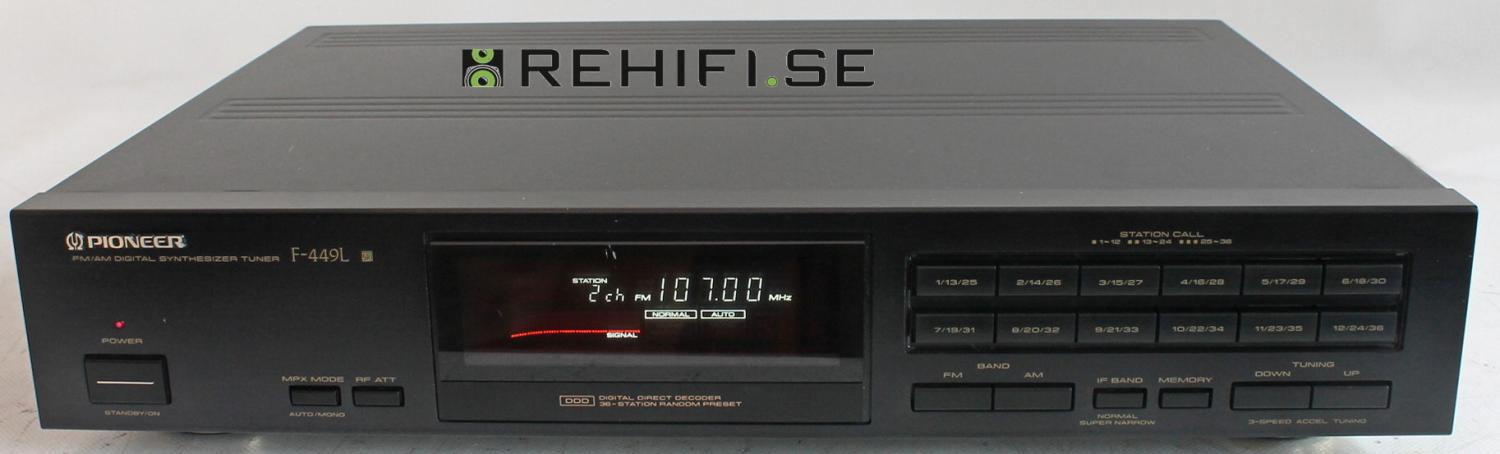 REHIFI.SE
PIONEER
FM/AM DIGITAL SYNTHESIZER TUNER F-449L
STATION
2 ch FM 107.00 MHz
NORMAL AUTO
SIGNAL
STATION CALL
■1~12 ■■13~24 ■■■25~36
1/13/25 2/14/26 3/15/27 4/16/28 5/17/29 6/18/30
7/19/31 8/20/32 9/21/33 10/22/34 11/23/35 12/24/36
POWER
STANDBY/ON
MPX MODE RF ATT
AUTO/MONO
DDD DIGITAL DIRECT DECODER
36-STATION RANDOM PRESET
BAND
FM AM
IF BAND MEMORY
NORMAL
SUPER NARROW
TUNING
DOWN UP
3-SPEED ACCEL TUNING